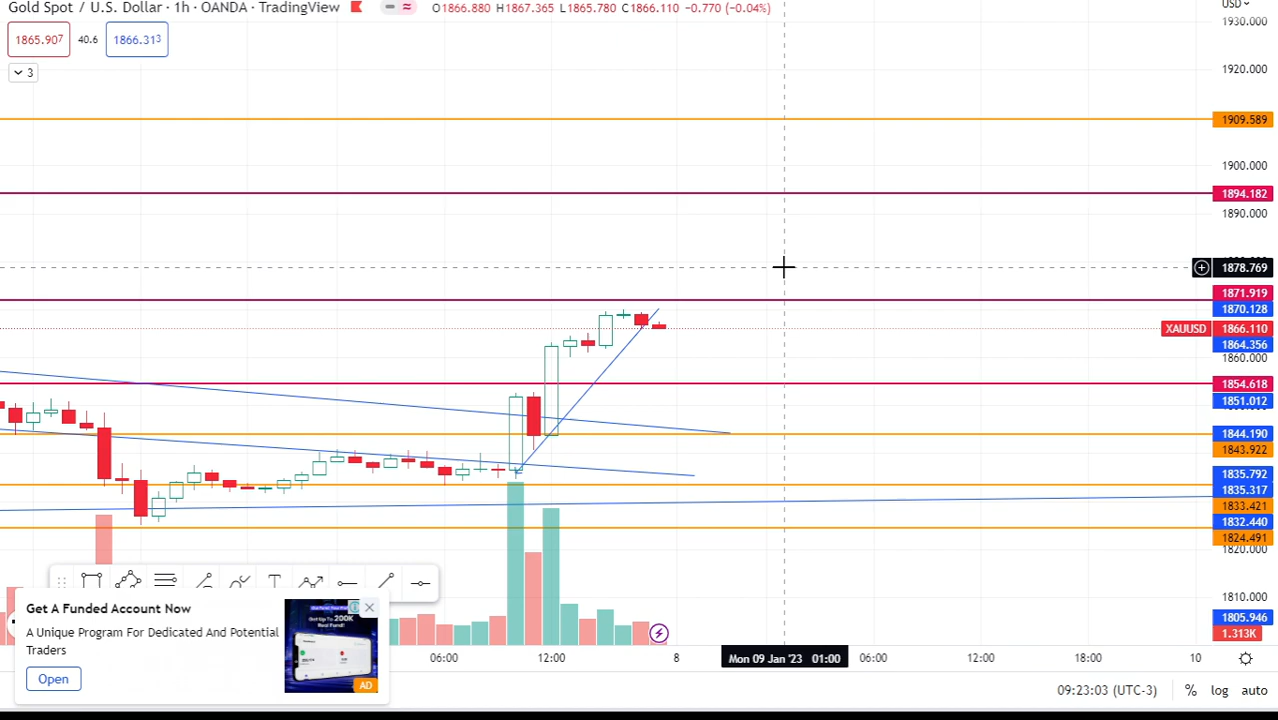 Gold Spot / U.S. Dollar · 1h · OANDA · TradingView
O1866.880 H1867.365 L1865.780 C1866.110 −0.770 (−0.04%)
USD
1865.907
40.6
1866.313
3
1930.000
1920.000
1909.589
1900.000
1894.182
1890.000
1878.769
1871.919
1870.128
XAUUSD
1866.110
1864.356
1860.000
1854.618
1851.012
1844.190
1843.922
1835.792
1835.317
1833.421
1832.440
1824.491
1820.000
1810.000
1805.946
1.313K
T
Get A Funded Account Now
A Unique Program For Dedicated And Potential
Traders
Open
AD
06:00
12:00
8
Mon 09 Jan '23 01:00
06:00
12:00
18:00
10
09:23:03 (UTC-3)
%
log
auto